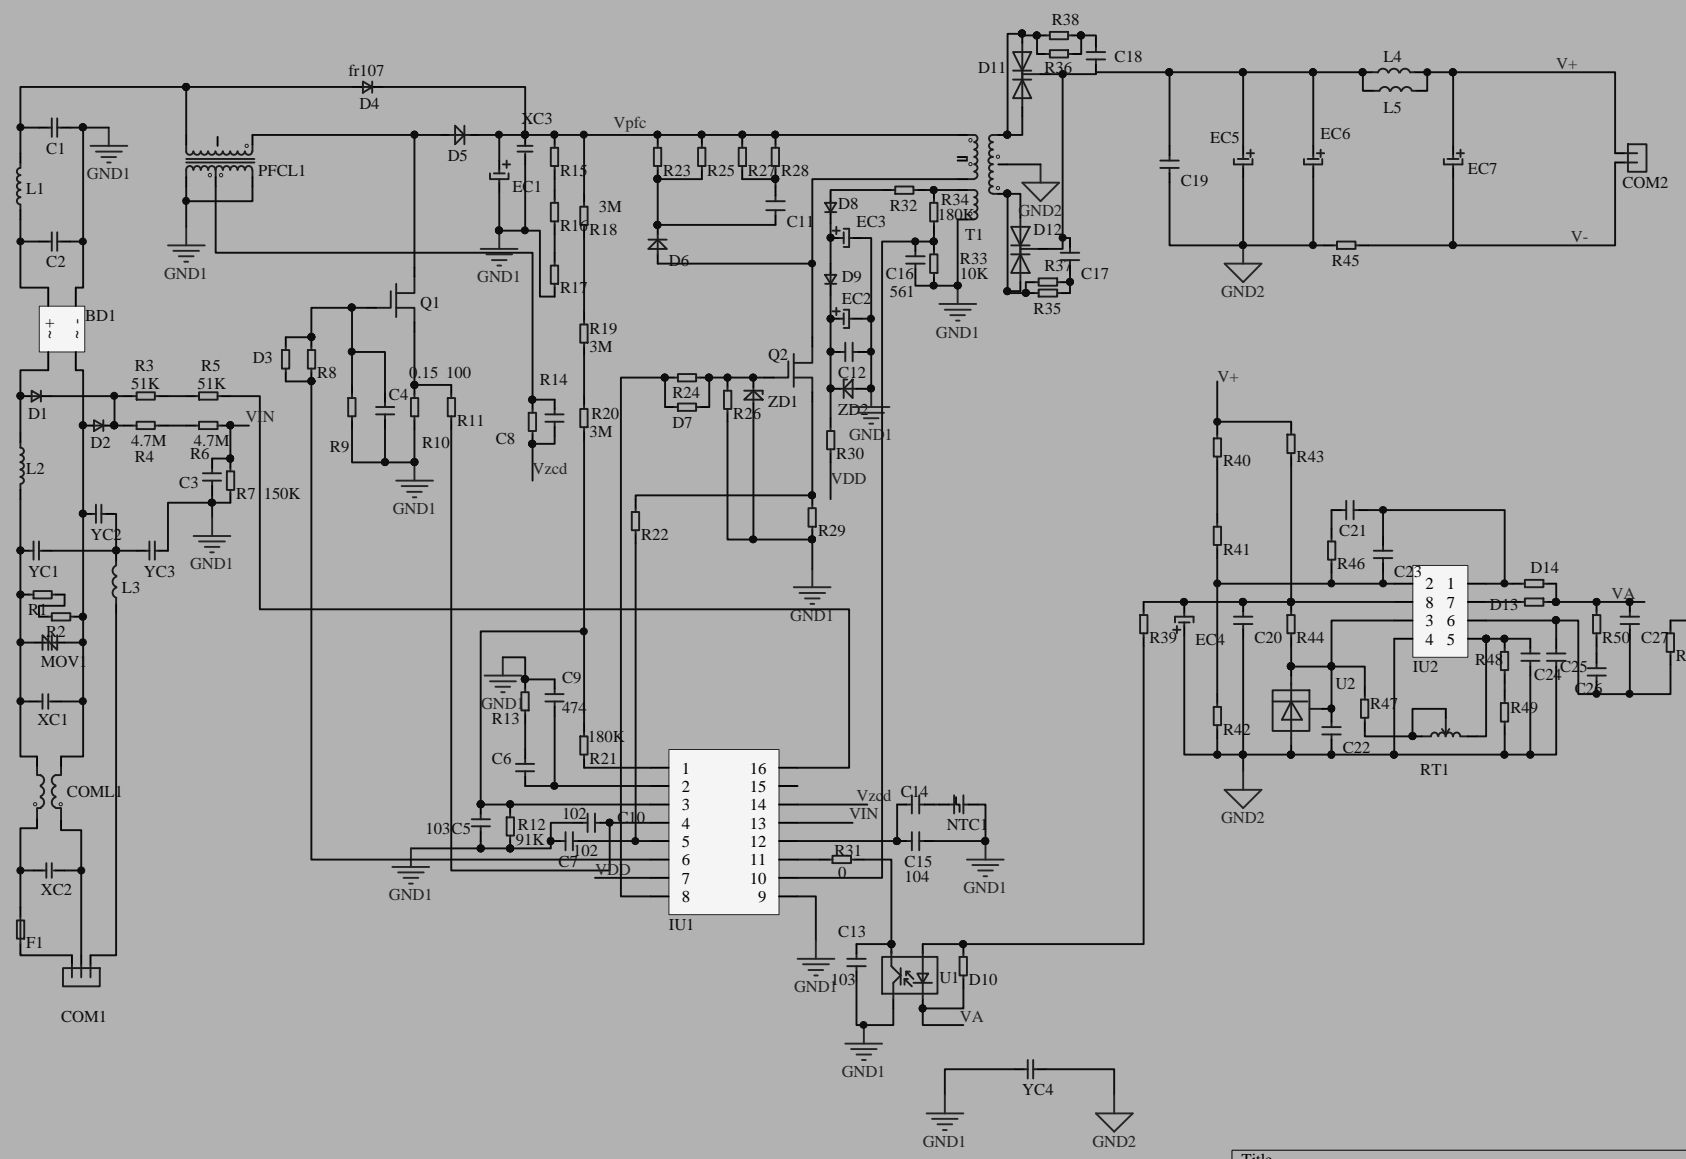 R38
D11
R36
C18
L4
V+
L5
fr107
D4
XC3
Vpfc
C1
GND1
L1
PFCL1
D5
EC1
R15
R23
R25
R27
R28
EC5
EC6
C19
EC7
COM2
C2
GND1
GND1
R16
3M
R18
R17
D6
C11
D8
R32
EC3
R34
180K
T1
GND2
D12
R37
C17
R35
R45
V-
GND2
D9
C16
561
R33
10K
EC2
GND1
+ -
~ ~
BD1
Q1
R19
3M
Q2
C12
ZD2
GND1
D3
R8
R3
51K
R5
51K
0.15
100
R14
C4
R24
D7
R26
ZD1
V+
D1
D2
VIN
4.7M
R4
4.7M
R6
R9
R10
R11
C8
R20
3M
R30
R40
R43
L2
C3
R7
150K
Vzcd
VDD
GND1
YC2
YC1
YC3
GND1
L3
R22
R29
R41
C21
R46
C23
D14
R1
R2
GND1
2 1
8 7
3 6
4 5
IU2
D13
VA
R39
EC4
C20
R44
R50
C27
R
MOV1
C9
474
GND1
R13
U2
R47
R48
C24
C25
C26
R49
XC1
180K
R21
C6
R42
C22
RT1
COML1
1 16
2 15
3 14
4 13
5 12
6 11
7 10
8 9
IU1
Vzcd
VIN
C14
NTC1
GND2
103
C5
R12
91K
102
C10
C7
102
VDD
R31
0
C15
104
GND1
GND1
XC2
F1
C13
103
GND1
U1
D10
VA
COM1
GND1
YC4
GND1
GND2
Title